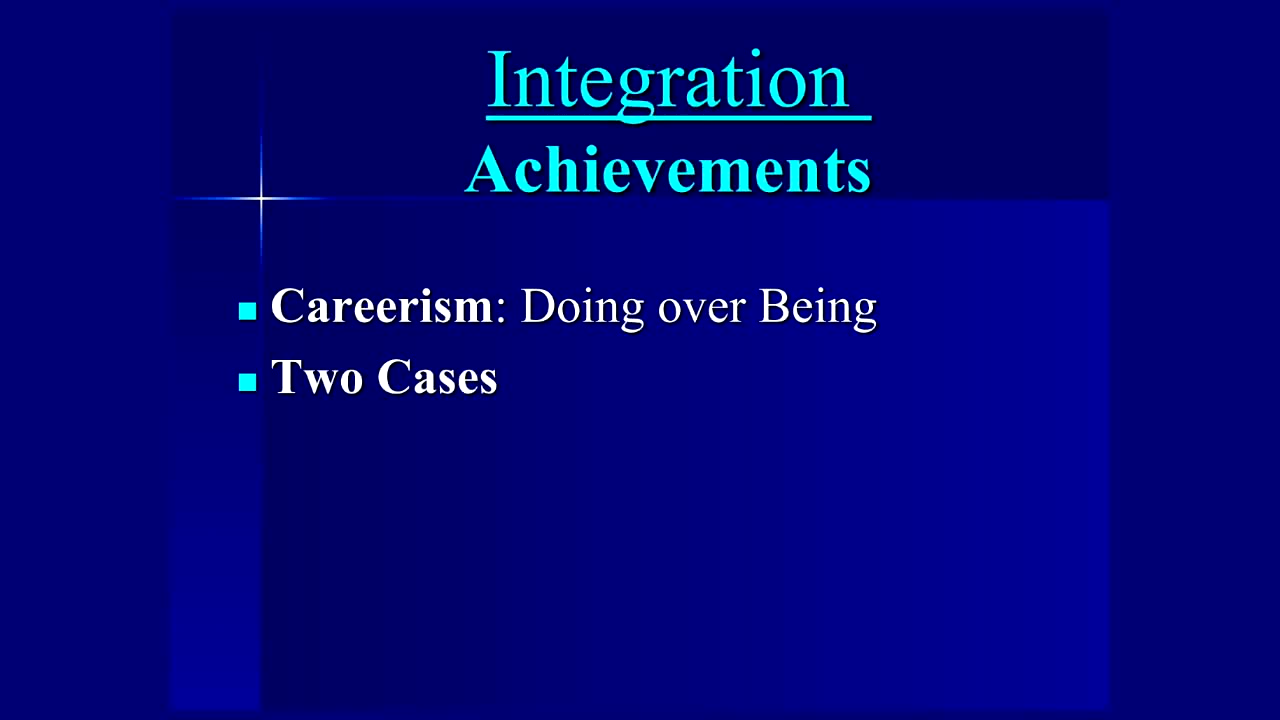 Integration
Achievements
Careerism: Doing over Being
Two Cases